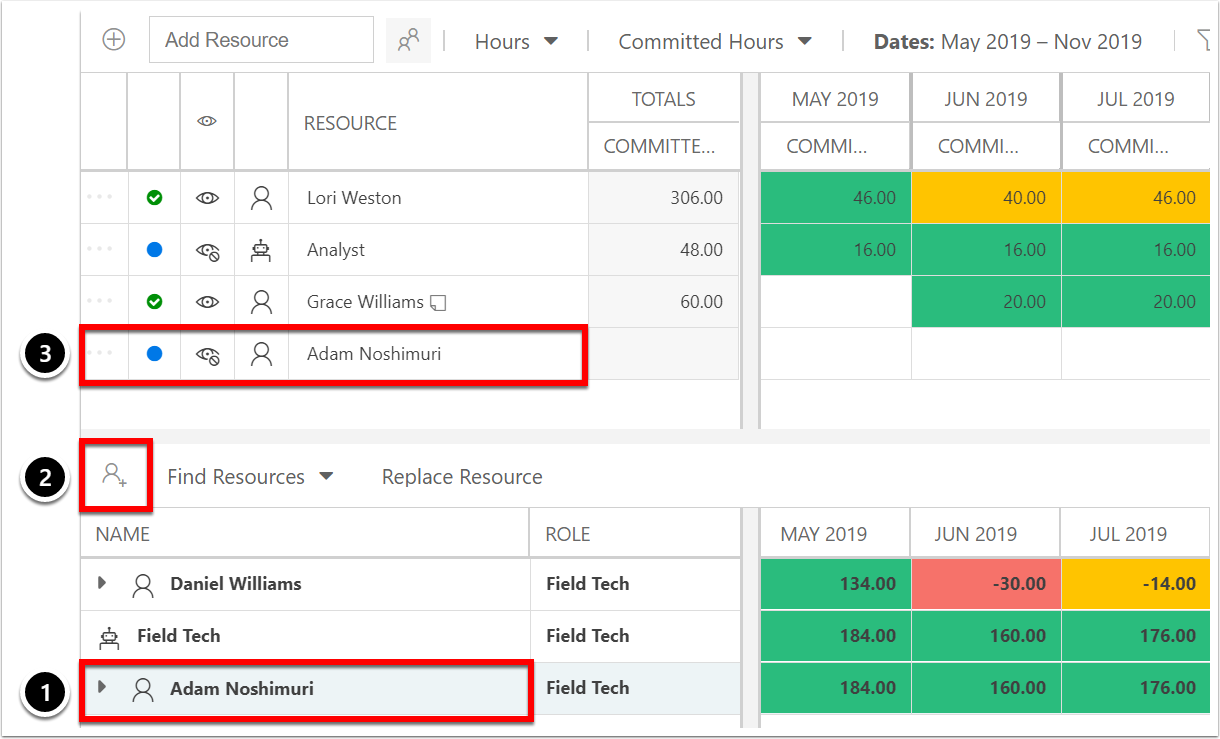 Add Resource Hours Committed Hours Dates: May 2019 – Nov 2019
TOTALS MAY 2019 JUN 2019 JUL 2019
RESOURCE
COMMITTE... COMMI... COMMI... COMMI...
Lori Weston 306.00 46.00 40.00 46.00
Analyst 48.00 16.00 16.00 16.00
Grace Williams 60.00 20.00 20.00
3 Adam Noshimuri
2 Find Resources Replace Resource
NAME ROLE MAY 2019 JUN 2019 JUL 2019
Daniel Williams Field Tech 134.00 -30.00 -14.00
Field Tech Field Tech 184.00 160.00 176.00
1 Adam Noshimuri Field Tech 184.00 160.00 176.00